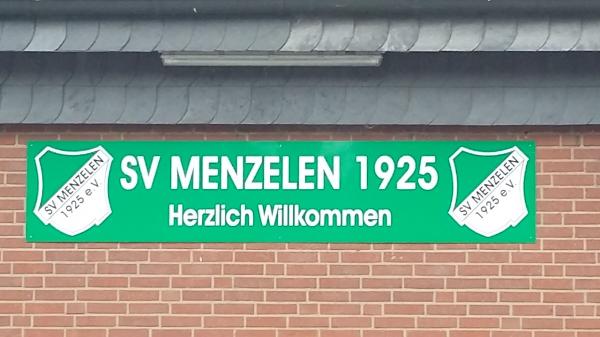 SV MENZELEN 1925
Herzlich Willkommen
SV MENZELEN
1925 e.V.
SV MENZELEN
1925 e.V.